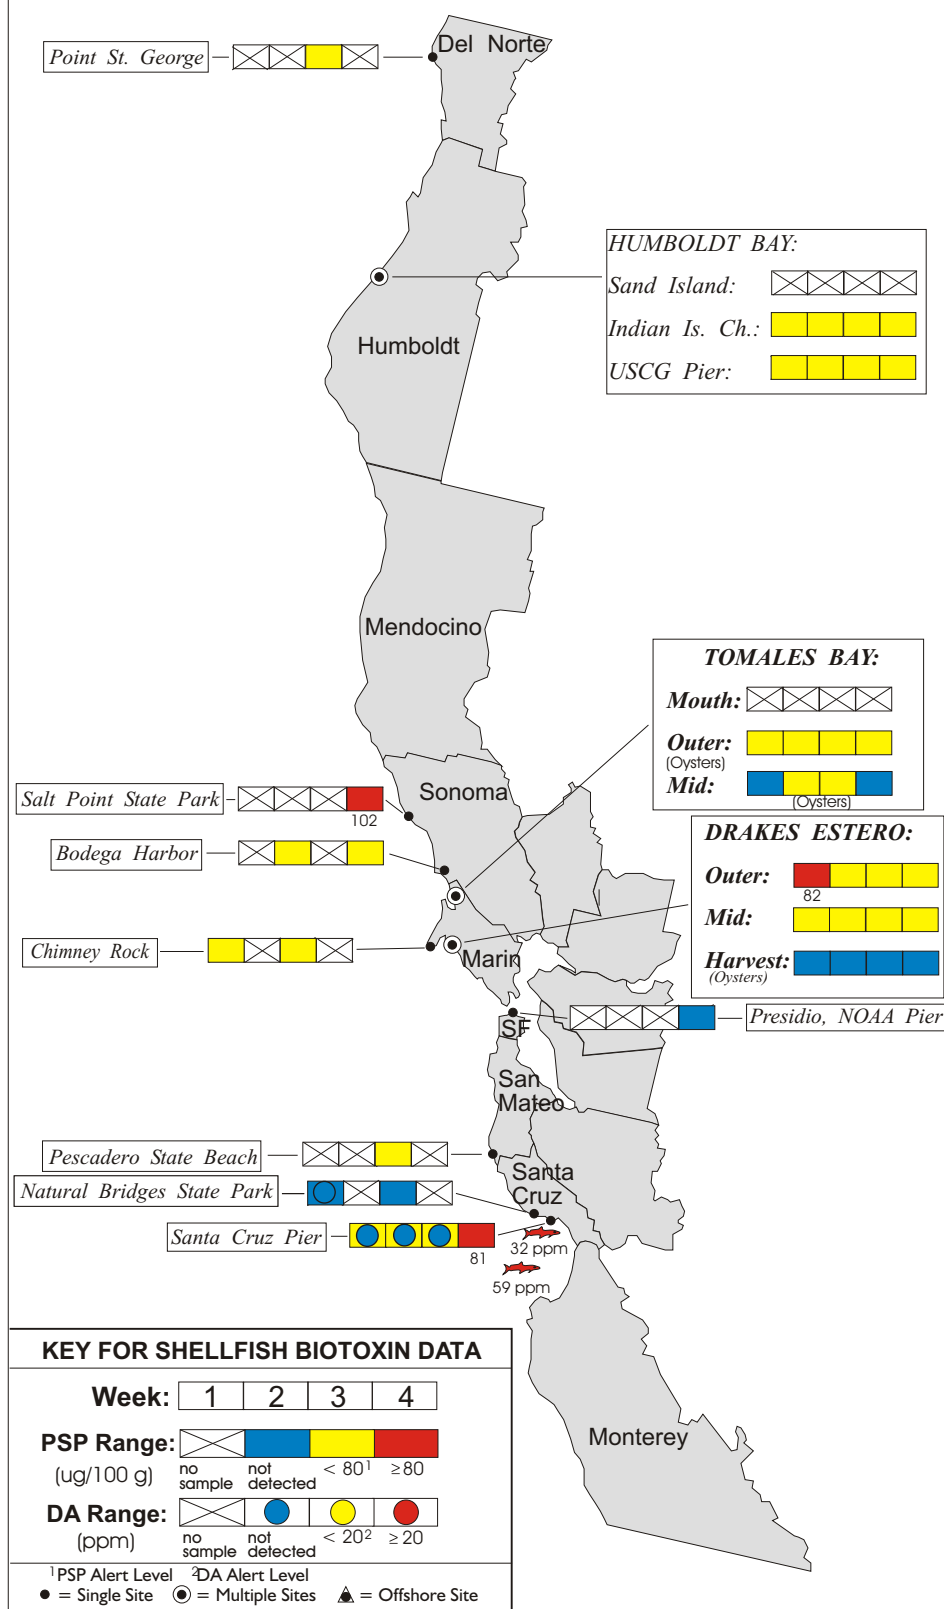 Del Norte
Point St. George
HUMBOLDT BAY:
Sand Island:
Indian Is. Ch.:
USCG Pier:
Humboldt
Mendocino
TOMALES BAY:
Mouth:
Outer:
(Oysters)
Mid:
(Oysters)
Sonoma
Salt Point State Park
102
Bodega Harbor
DRAKES ESTERO:
Outer:
82
Mid:
Harvest:
(Oysters)
Chimney Rock
Marin
Presidio, NOAA Pier
SF
San
Mateo
Pescadero State Beach
Santa
Cruz
Natural Bridges State Park
Santa Cruz Pier
81
32 ppm
59 ppm
Monterey
KEY FOR SHELLFISH BIOTOXIN DATA
Week: 1 2 3 4
PSP Range:
(ug/100 g)
no sample not detected < 80¹ ≥80
DA Range:
(ppm)
no sample not detected < 20² ≥ 20
¹PSP Alert Level ²DA Alert Level
= Single Site = Multiple Sites = Offshore Site